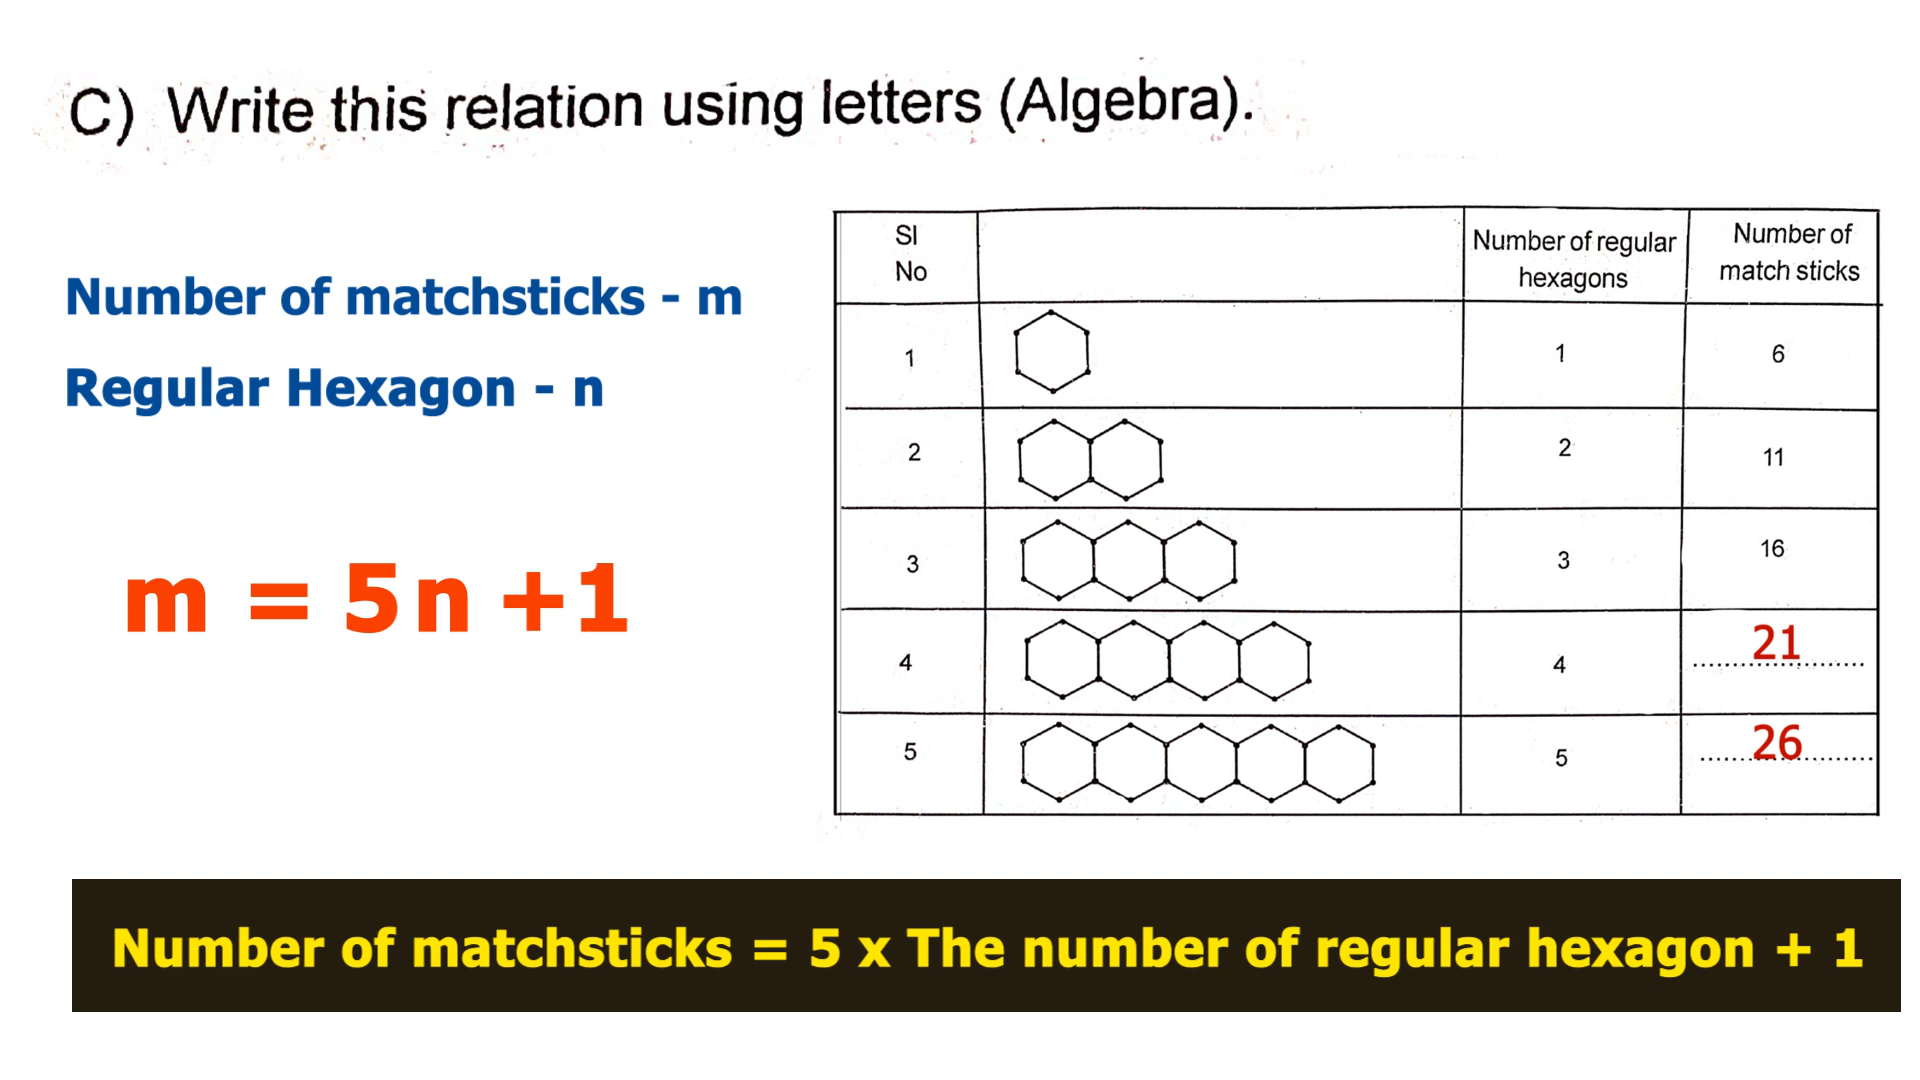 C) Write this relation using letters (Algebra).
Number of matchsticks - m
Regular Hexagon - n
m = 5n +1
Sl No
Number of regular hexagons
Number of match sticks
1 1 6
2 2 11
3 3 16
4 4 21
5 5 26
Number of matchsticks = 5 x The number of regular hexagon + 1